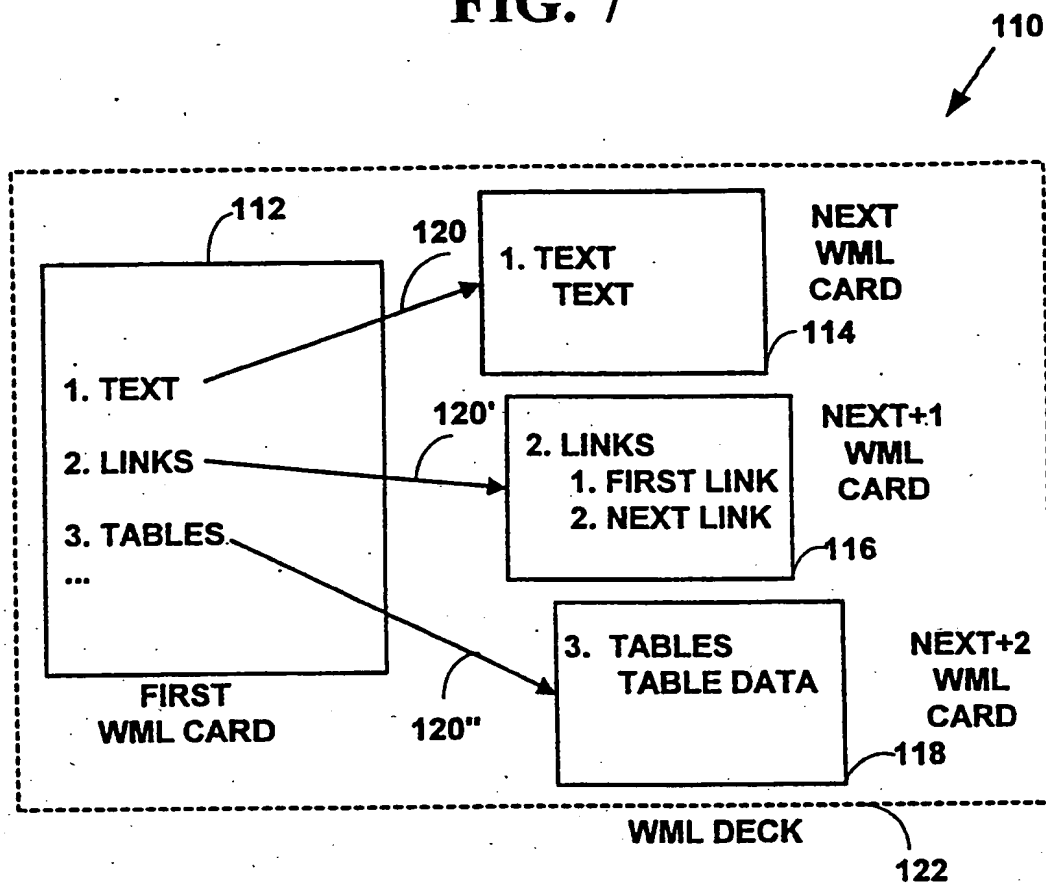 FIG. 7
110
112
120
1. TEXT
TEXT
NEXT
WML
CARD
114
1. TEXT
2. LINKS
3. TABLES
...
120'
2. LINKS
1. FIRST LINK
2. NEXT LINK
NEXT+1
WML
CARD
116
3. TABLES
TABLE DATA
NEXT+2
WML
CARD
118
120"
FIRST
WML CARD
WML DECK
122